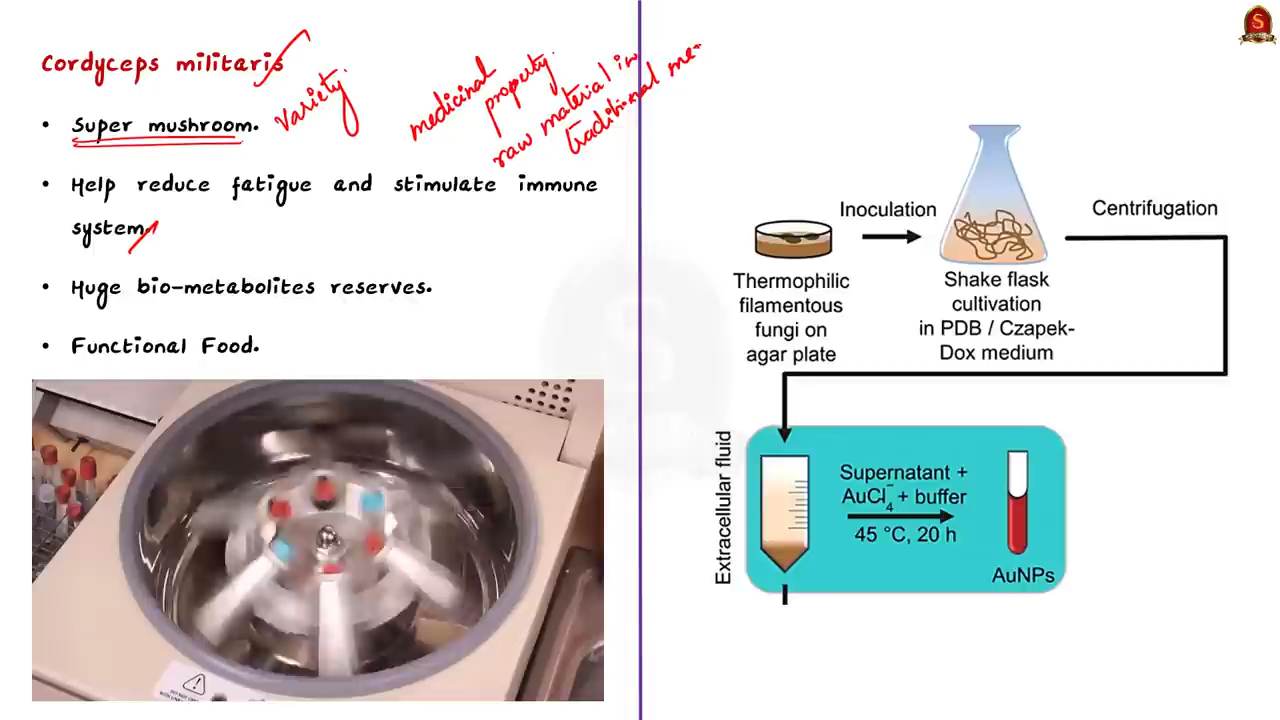 Cordyceps militaris
Variety.
• Super mushroom.
medicinal
property.
raw material in
traditional me
• Help reduce fatigue and stimulate immune
system.
• Huge bio-metabolites reserves.
• Functional Food.
Inoculation
Centrifugation
Thermophilic
filamentous
fungi on
agar plate
Shake flask
cultivation
in PDB / Czapek-
Dox medium
Extracellular fluid
Supernatant +
AuCl4- + buffer
45 °C, 20 h
AuNPs